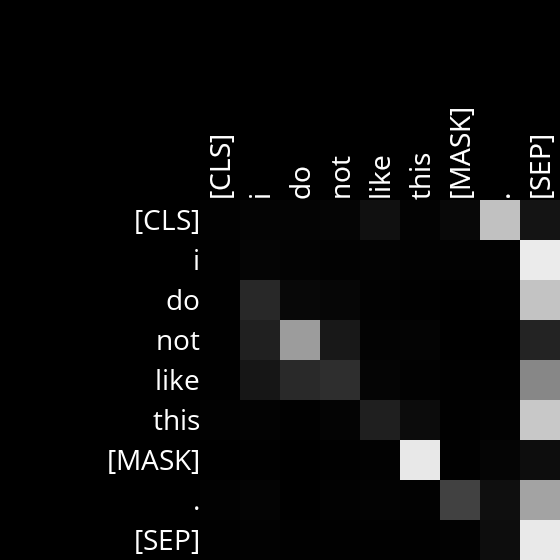 [CLS] i do not like this [MASK] . [SEP]
[CLS]
i
do
not
like
this
[MASK]
.
[SEP]